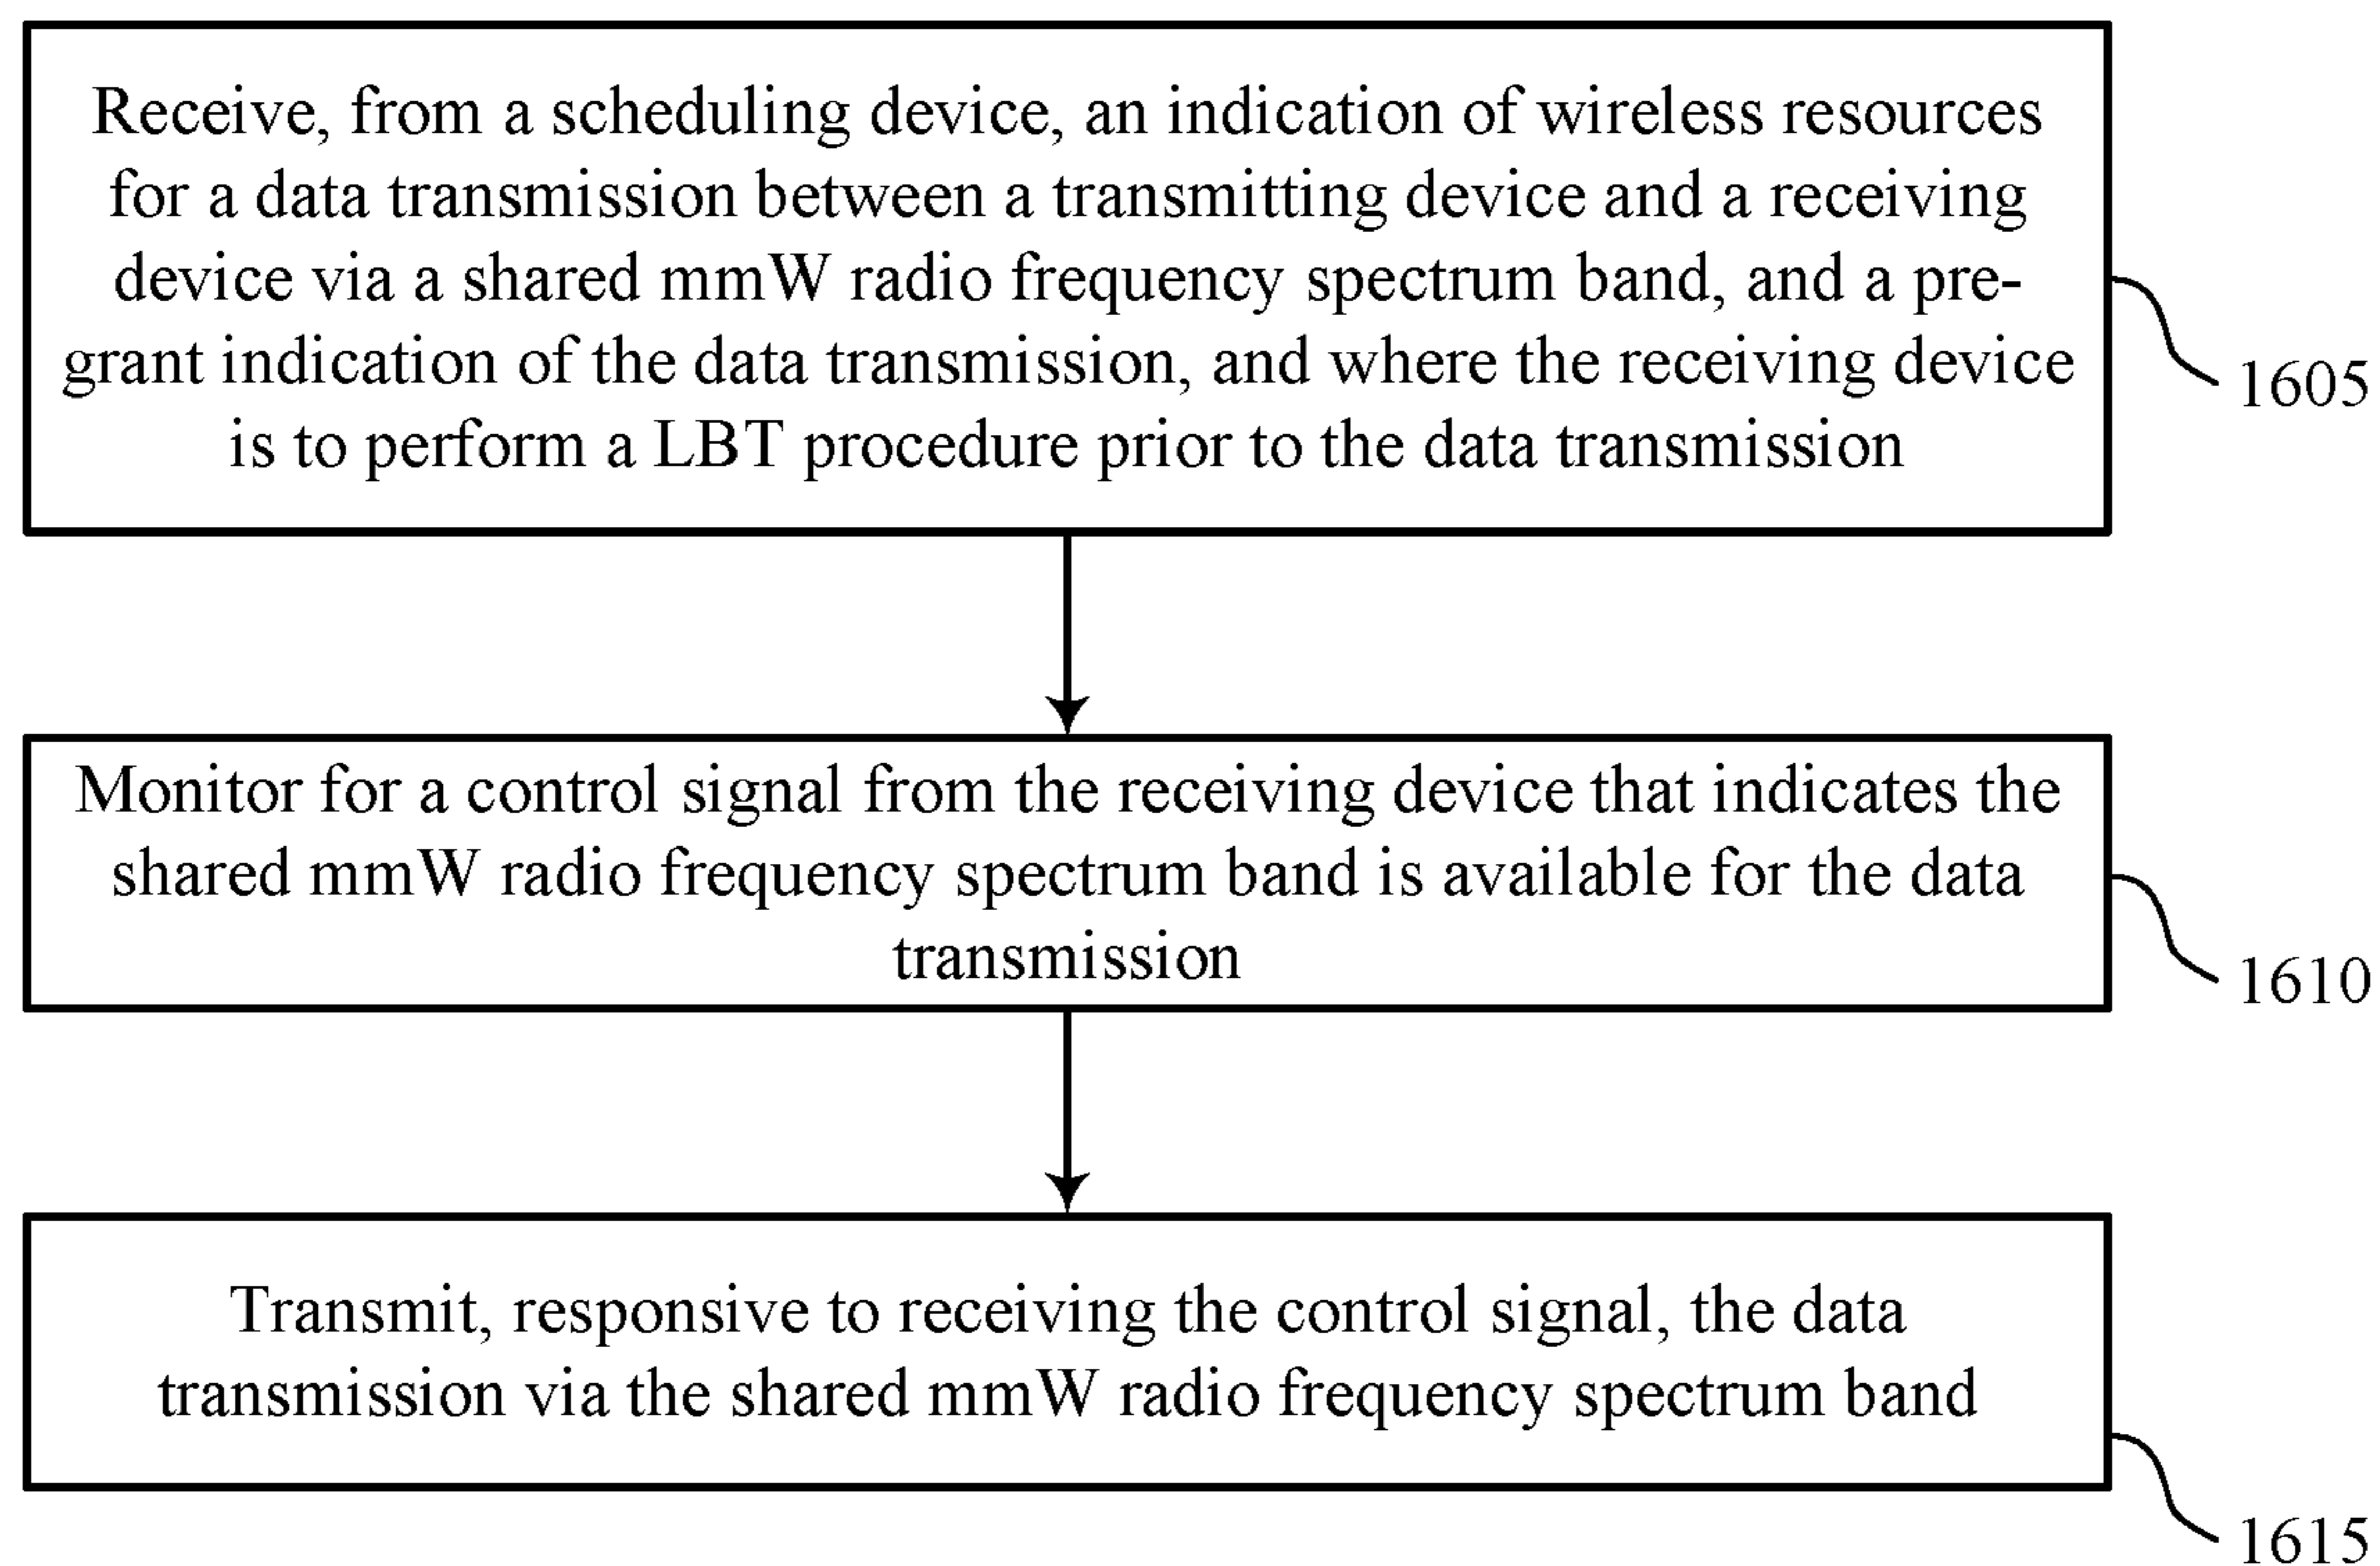 Receive, from a scheduling device, an indication of wireless resources
for a data transmission between a transmitting device and a receiving
device via a shared mmW radio frequency spectrum band, and a pre-
grant indication of the data transmission, and where the receiving device
is to perform a LBT procedure prior to the data transmission
1605
Monitor for a control signal from the receiving device that indicates the
shared mmW radio frequency spectrum band is available for the data
transmission
1610
Transmit, responsive to receiving the control signal, the data
transmission via the shared mmW radio frequency spectrum band
1615